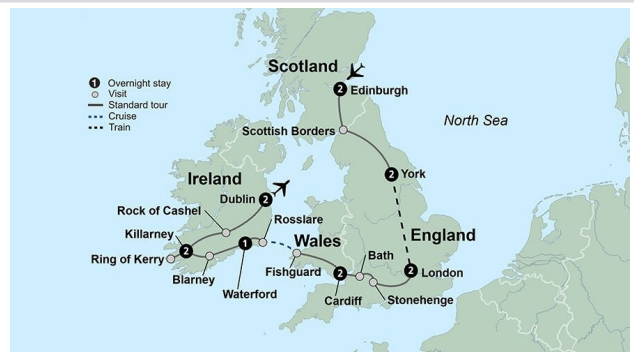 Scotland
1 Overnight stay
Visit
Standard tour
Cruise
Train
2 Edinburgh
North Sea
Scottish Borders
2 York
Ireland
Dublin 2
Rock of Cashel
Rosslare
Killarney
2
1
Wales
England
Ring of Kerry
Bath
Fishguard
2
2 London
Blarney
Waterford
Cardiff
Stonehenge